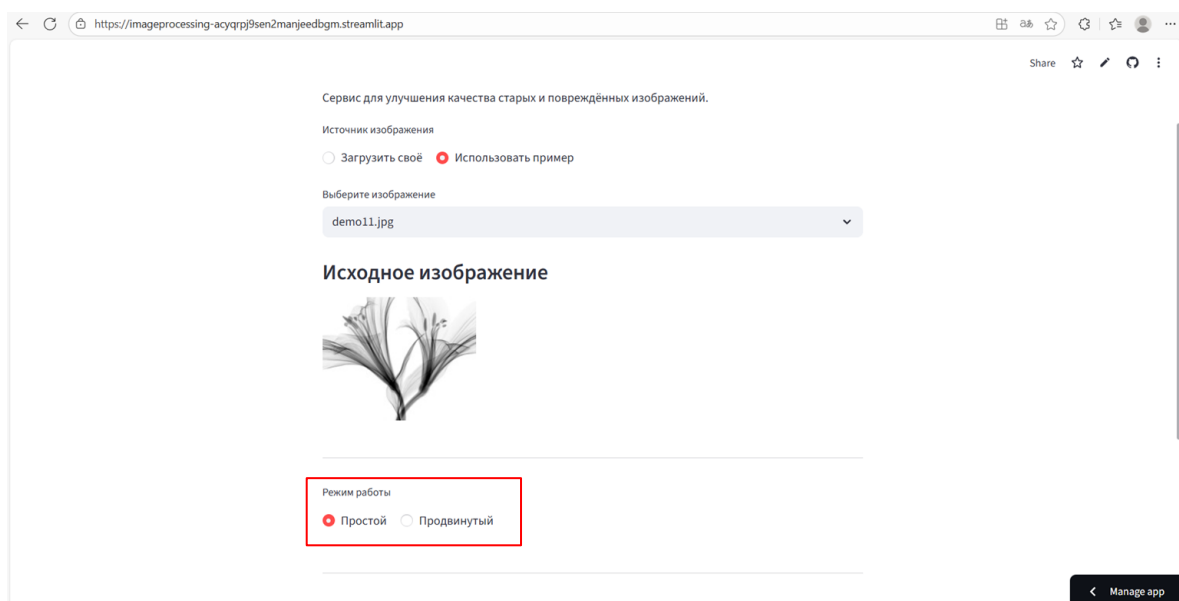 https://imageprocessing-acyqrpj9sen2manjeedbgm.streamlit.app
Share
Сервис для улучшения качества старых и повреждённых изображений.
Источник изображения
Загрузить своё Использовать пример
Выберите изображение
demo11.jpg
Исходное изображение
Режим работы
Простой Продвинутый
Manage app